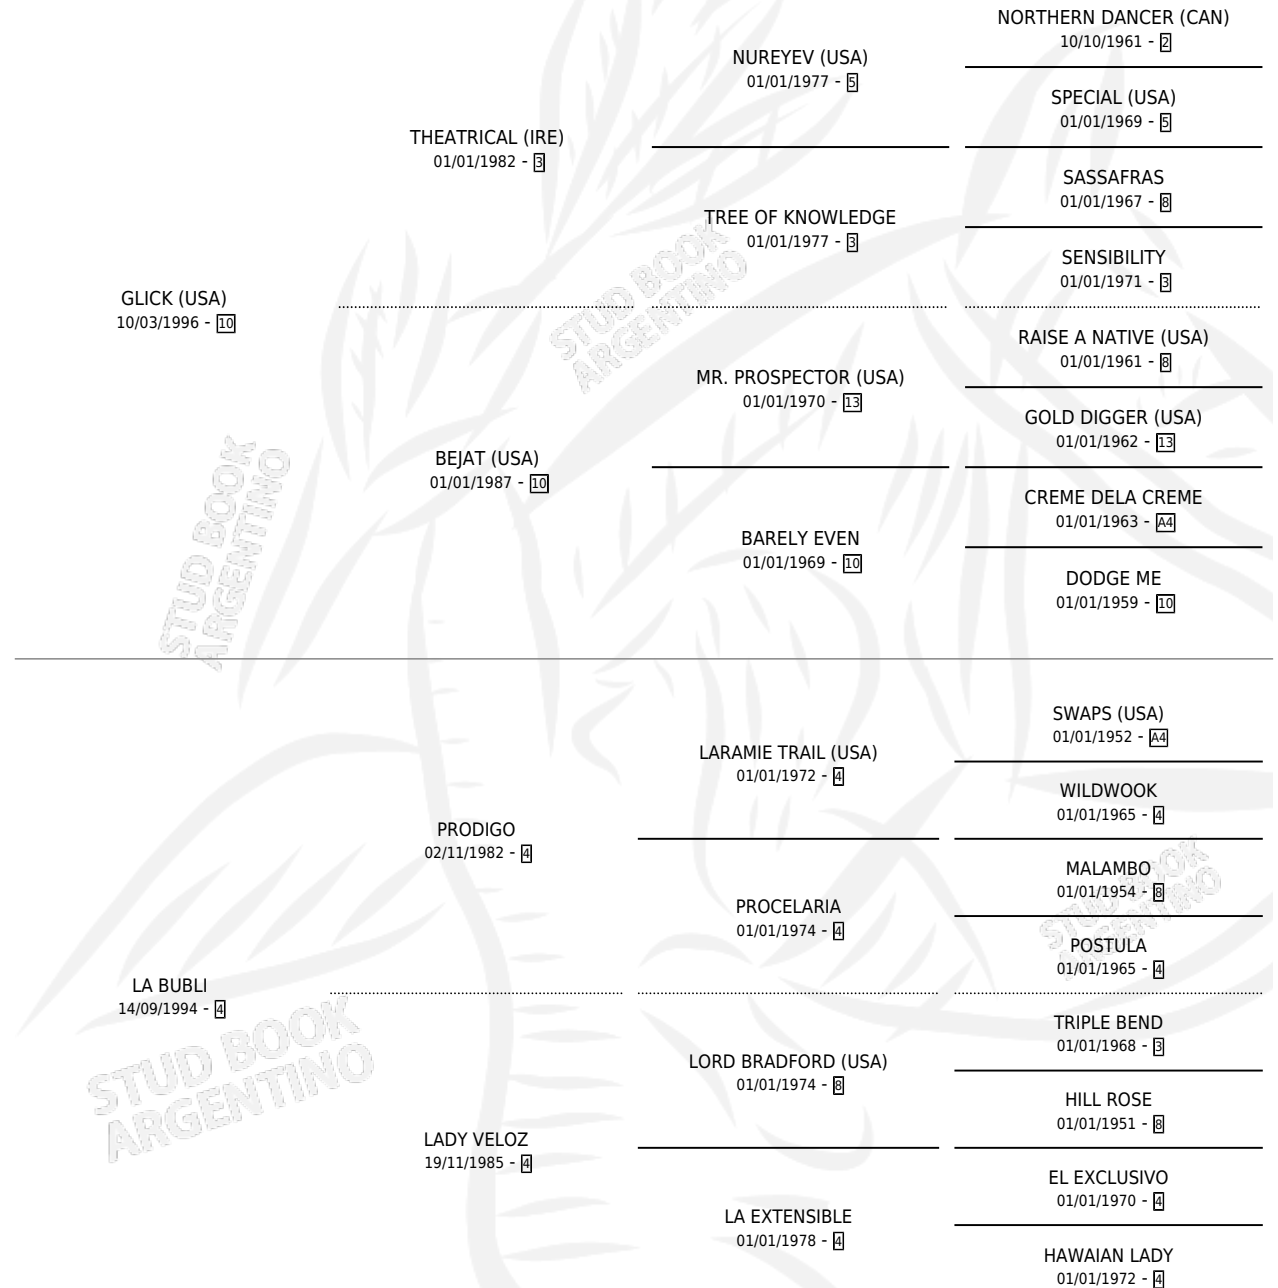 NORTHERN DANCER (CAN)
10/10/1961 - 2
NUREYEV (USA)
01/01/1977 - 5
SPECIAL (USA)
01/01/1969 - 5
THEATRICAL (IRE)
01/01/1982 - 3
SASSAFRAS
01/01/1967 - 8
TREE OF KNOWLEDGE
01/01/1977 - 3
SENSIBILITY
01/01/1971 - 3
GLICK (USA)
10/03/1996 - 10
STUD BOOK
ARGENTINO
RAISE A NATIVE (USA)
01/01/1961 - 8
MR. PROSPECTOR (USA)
01/01/1970 - 13
GOLD DIGGER (USA)
01/01/1962 - 13
BEJAT (USA)
01/01/1987 - 10
CREME DELA CREME
01/01/1963 - A4
BARELY EVEN
01/01/1969 - 10
DODGE ME
01/01/1959 - 10
STUD BOOK
ARGENTINO
SWAPS (USA)
01/01/1952 - A4
LARAMIE TRAIL (USA)
01/01/1972 - 4
WILDWOOK
01/01/1965 - 4
PRODIGO
02/11/1982 - 4
MALAMBO
01/01/1954 - 8
PROCELARIA
01/01/1974 - 4
STUD BOOK
ARGENTINO
POSTULA
01/01/1965 - 4
LA BUBLI
14/09/1994 - 4
TRIPLE BEND
01/01/1968 - 3
STUD BOOK
ARGENTINO
LORD BRADFORD (USA)
01/01/1974 - 8
HILL ROSE
01/01/1951 - 8
LADY VELOZ
19/11/1985 - 4
EL EXCLUSIVO
01/01/1970 - 4
LA EXTENSIBLE
01/01/1978 - 4
HAWAIAN LADY
01/01/1972 - 4